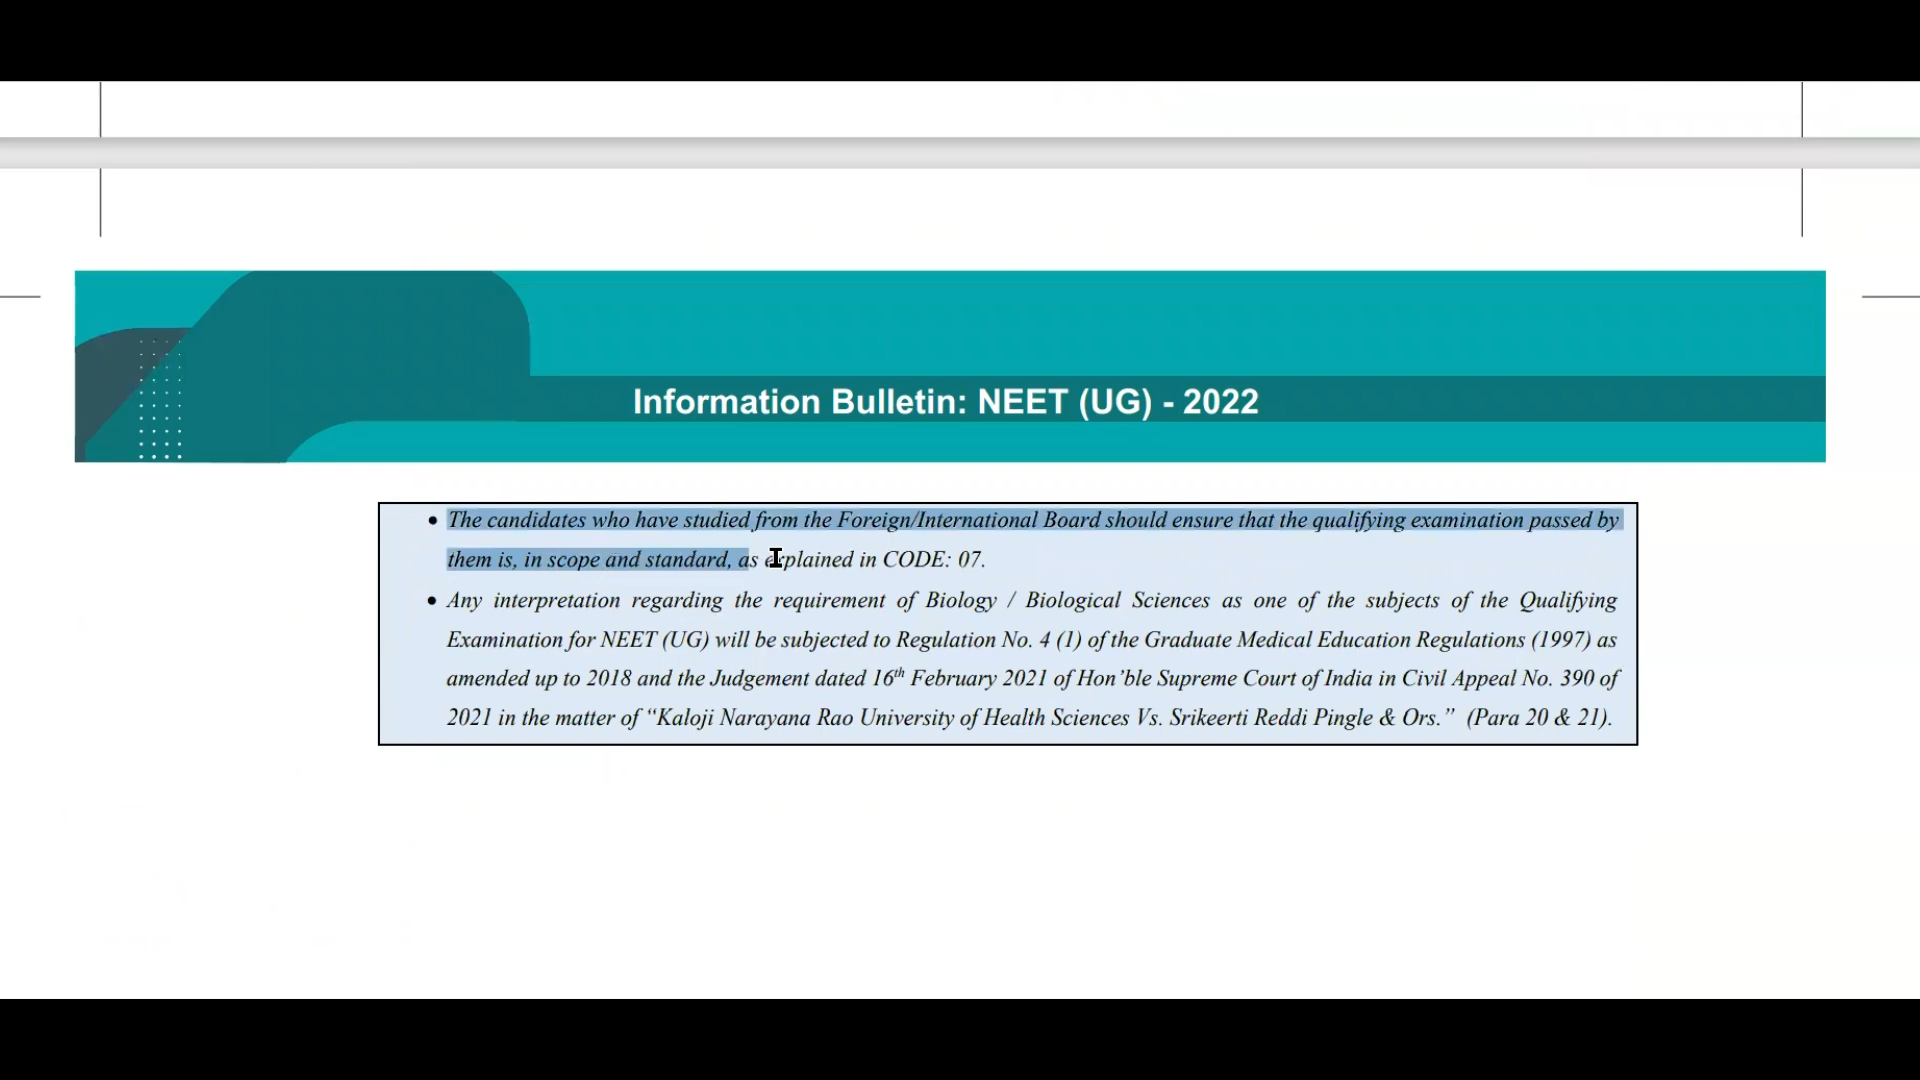 Information Bulletin: NEET (UG) - 2022
• The candidates who have studied from the Foreign/International Board should ensure that the qualifying examination passed by
them is, in scope and standard, as explained in CODE: 07.
• Any interpretation regarding the requirement of Biology / Biological Sciences as one of the subjects of the Qualifying
Examination for NEET (UG) will be subjected to Regulation No. 4 (1) of the Graduate Medical Education Regulations (1997) as
amended up to 2018 and the Judgement dated 16th February 2021 of Hon’ble Supreme Court of India in Civil Appeal No. 390 of
2021 in the matter of “Kaloji Narayana Rao University of Health Sciences Vs. Srikeerti Reddi Pingle & Ors.” (Para 20 & 21).